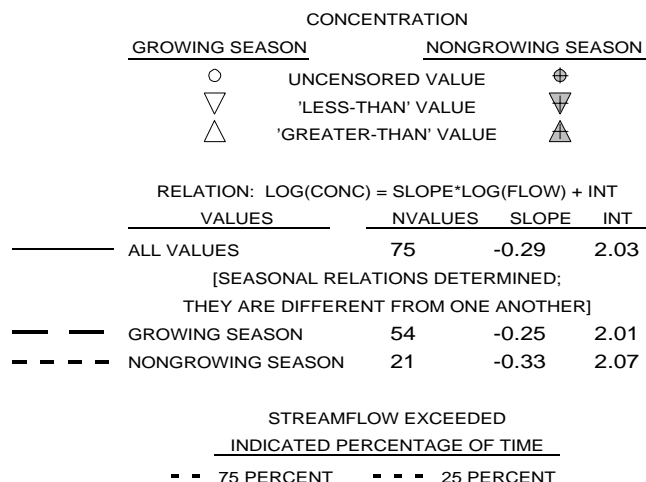 CONCENTRATION
GROWING SEASON NONGROWING SEASON
UNCENSORED VALUE
'LESS-THAN' VALUE
'GREATER-THAN' VALUE
RELATION: LOG(CONC) = SLOPE*LOG(FLOW) + INT
VALUES NVALUES SLOPE INT
ALL VALUES 75 -0.29 2.03
[SEASONAL RELATIONS DETERMINED;
THEY ARE DIFFERENT FROM ONE ANOTHER]
GROWING SEASON 54 -0.25 2.01
NONGROWING SEASON 21 -0.33 2.07
STREAMFLOW EXCEEDED
INDICATED PERCENTAGE OF TIME
75 PERCENT 25 PERCENT